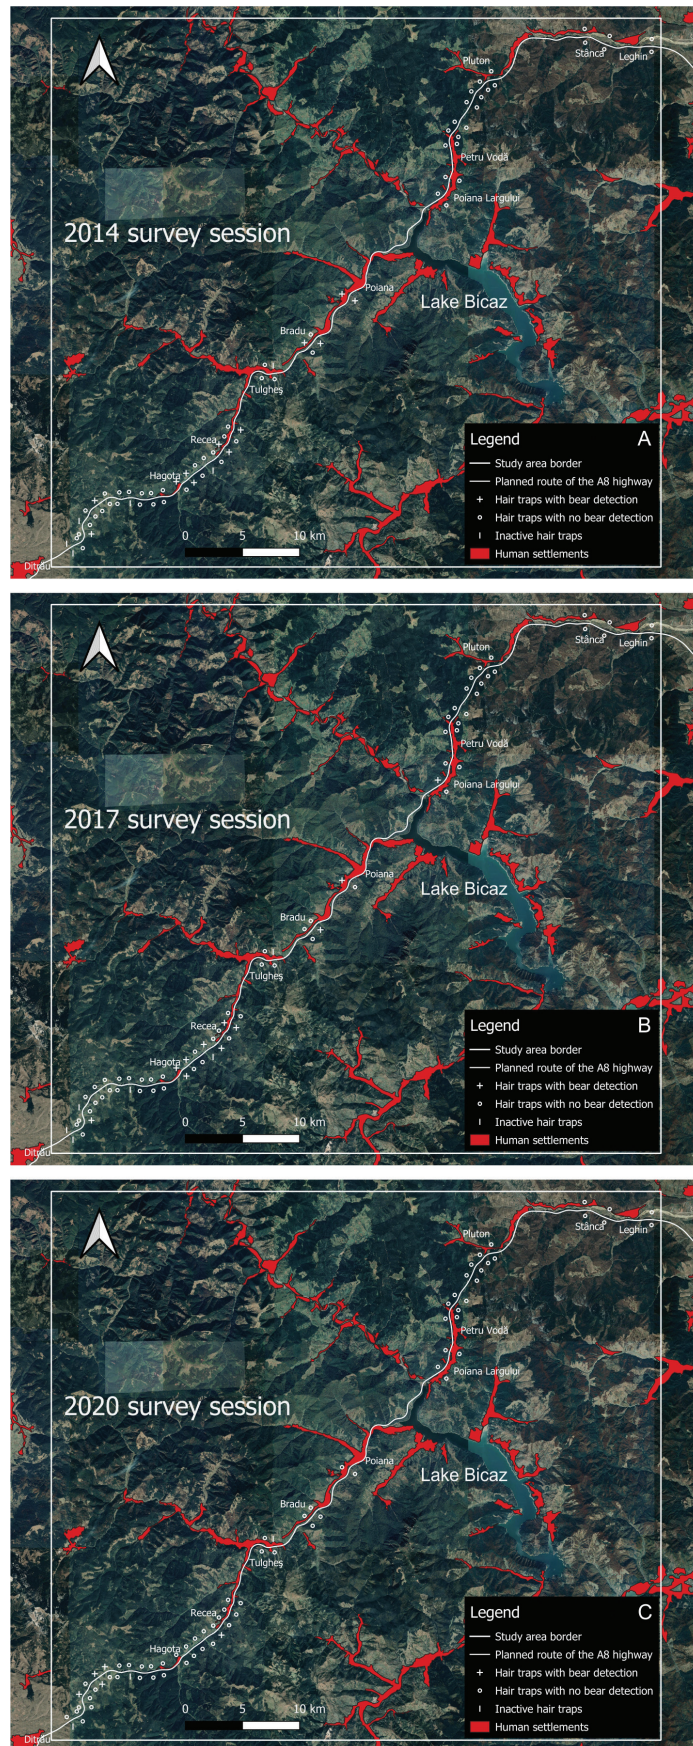 Pluton
Stânca
Leghin
Petru Vodă
Poiana Largului
2014 survey session
Poiana
Lake Bicaz
Bradu
Tulgheş
Recea
Hagota
Ditrău
0 5 10 km
Legend A
Study area border
Planned route of the A8 highway
Hair traps with bear detection
Hair traps with no bear detection
Inactive hair traps
Human settlements
Pluton
Stânca
Leghin
Petru Vodă
Poiana Largului
2017 survey session
Poiana
Lake Bicaz
Bradu
Tulgheş
Recea
Hagota
Ditrău
0 5 10 km
Legend B
Study area border
Planned route of the A8 highway
Hair traps with bear detection
Hair traps with no bear detection
Inactive hair traps
Human settlements
Pluton
Stânca
Leghin
Petru Vodă
Poiana Largului
2020 survey session
Poiana
Lake Bicaz
Bradu
Tulgheş
Recea
Hagota
Ditrău
0 5 10 km
Legend C
Study area border
Planned route of the A8 highway
Hair traps with bear detection
Hair traps with no bear detection
Inactive hair traps
Human settlements